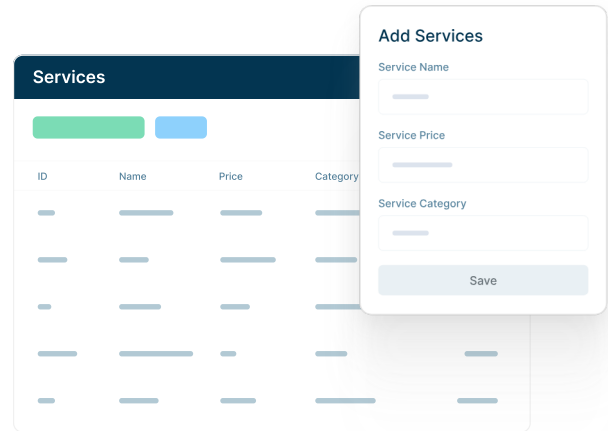 Services
ID Name Price Category
Add Services
Service Name
Service Price
Service Category
Save